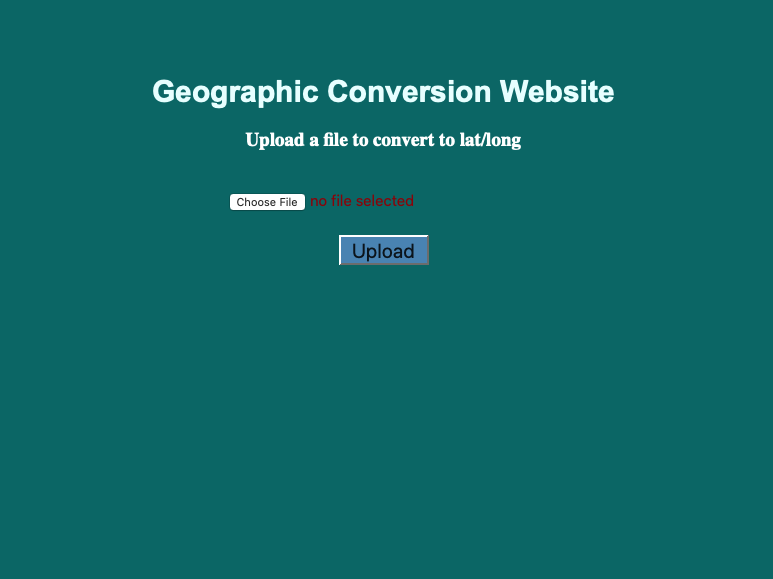 Geographic Conversion Website
Upload a file to convert to lat/long
Choose File no file selected
Upload